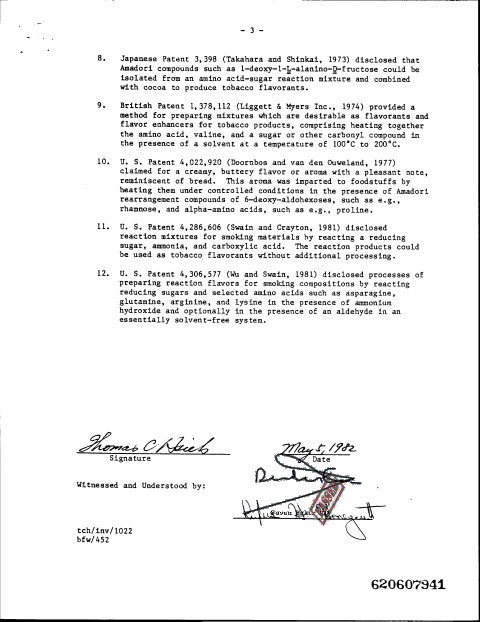 - 3 -
8. Japanese Patent 3,398 (Takahara and Shinkai, 1973) disclosed that
Amadori compounds such as 1-deoxy-1-L-alanino-D-fructose could be
isolated from an amino acid-sugar reaction mixture and combined
with cocoa to produce tobacco flavorants.
9. British Patent 1,378,112 (Liggett & Myers Inc., 1974) provided a
method for preparing mixtures which are desirable as flavorants and
flavor enhancers for tobacco products, comprising heating together
the amino acid, valine, and a sugar or other carbonyl compound in
the presence of a solvent at a temperature of 100°C to 200°C.
10. U. S. Patent 4,022,920 (Doornbos and van den Ouweland, 1977)
claimed for a creamy, buttery flavor or aroma with a pleasant note,
reminiscent of bread. This aroma was imparted to foodstuffs by
heating them under controlled conditions in the presence of Amadori
rearrangement compounds of 6-deoxy-aldohexoses, such as e.g.,
rhamnose, and alpha-amino acids, such as e.g., proline.
11. U. S. Patent 4,286,606 (Swain and Crayton, 1981) disclosed
reaction mixtures for smoking materials by reacting a reducing
sugar, ammonia, and carboxylic acid. The reaction products could
be used as tobacco flavorants without additional processing.
12. U. S. Patent 4,306,577 (Wu and Swain, 1981) disclosed processes of
preparing reaction flavors for smoking compositions by reacting
reducing sugars and selected amino acids such as asparagine,
glutamine, arginine, and lysine in the presence of ammonium
hydroxide and optionally in the presence of an aldehyde in an
essentially solvent-free system.
Thomas C. Hsieh May 5, 1982
Signature Date
Witnessed and Understood by:
tch/inv/1022
bfw/452
620607941